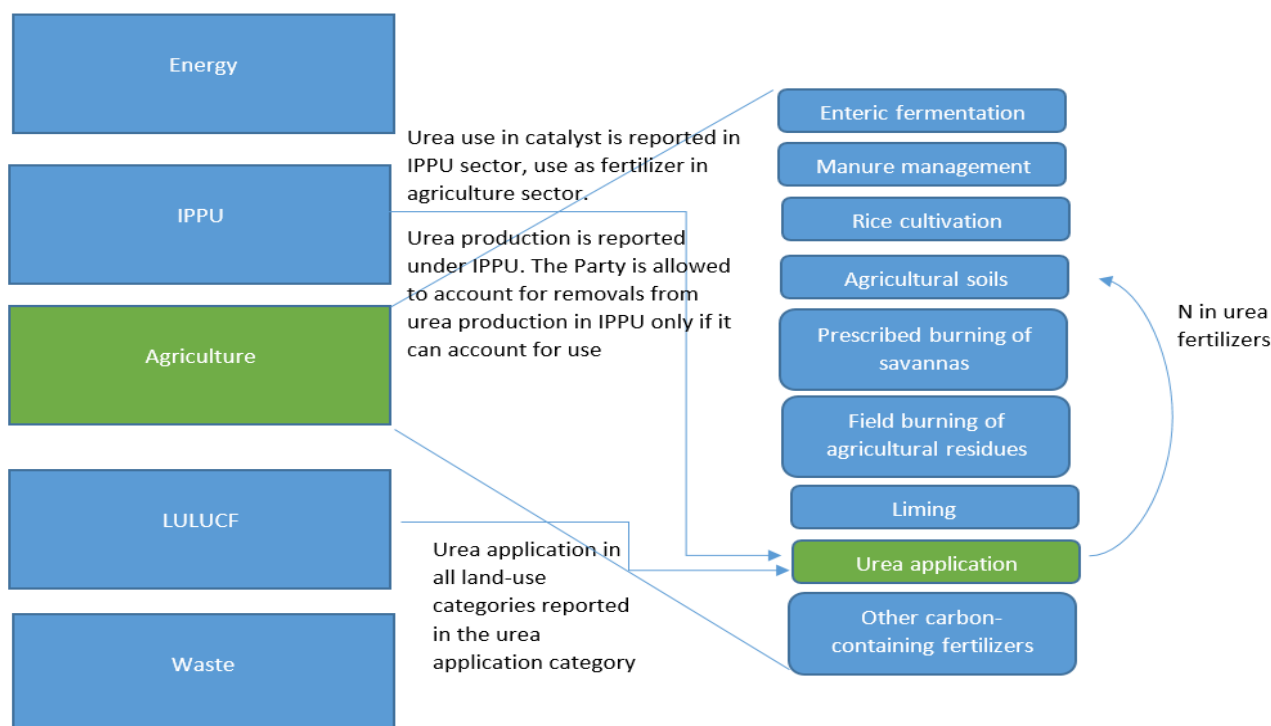 Energy
IPPU
Agriculture
LULUCF
Waste
Urea use in catalyst is reported in
IPPU sector, use as fertilizer in
agriculture sector.
Urea production is reported
under IPPU. The Party is allowed
to account for removals from
urea production in IPPU only if it
can account for use
Urea application in
all land-use
categories reported
in the urea
application category
Enteric fermentation
Manure management
Rice cultivation
Agricultural soils
Prescribed burning of
savannas
Field burning of
agricultural residues
Liming
Urea application
Other carbon-
containing fertilizers
N in urea
fertilizers